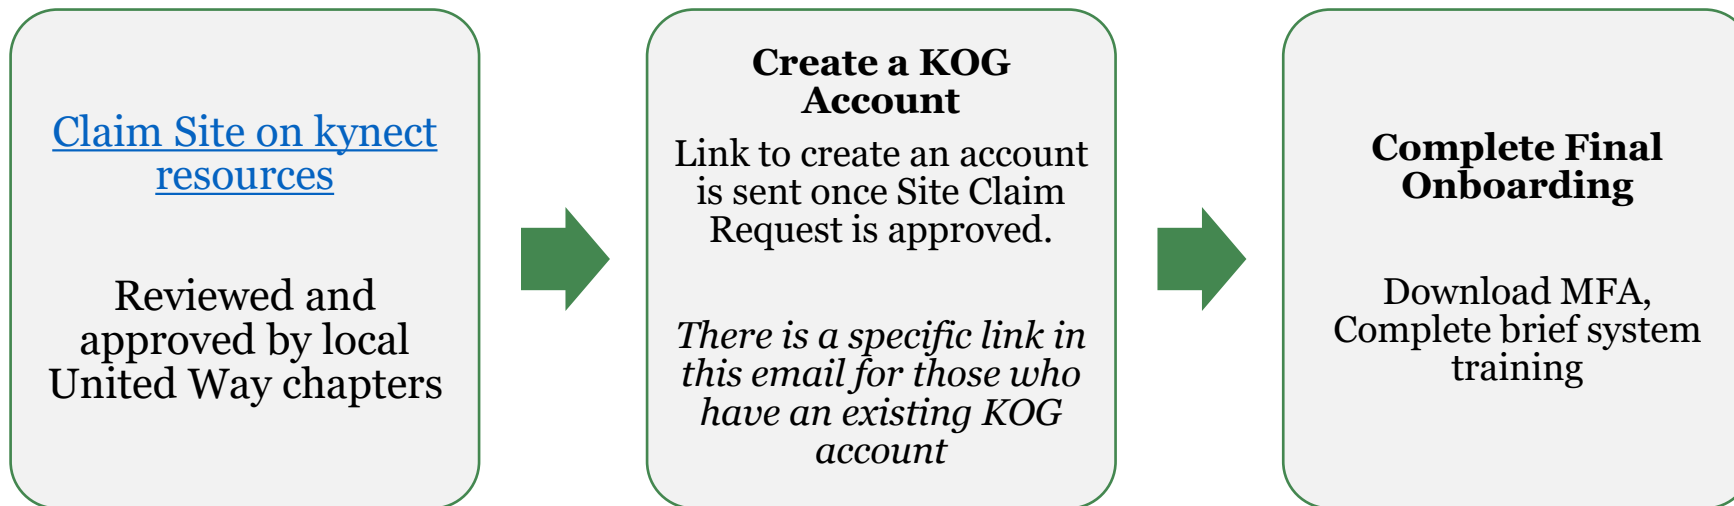 Claim Site on kynect
resources
Reviewed and
approved by local
United Way chapters
Create a KOG
Account
Link to create an account
is sent once Site Claim
Request is approved.
There is a specific link in
this email for those who
have an existing KOG
account
Complete Final
Onboarding
Download MFA,
Complete brief system
training